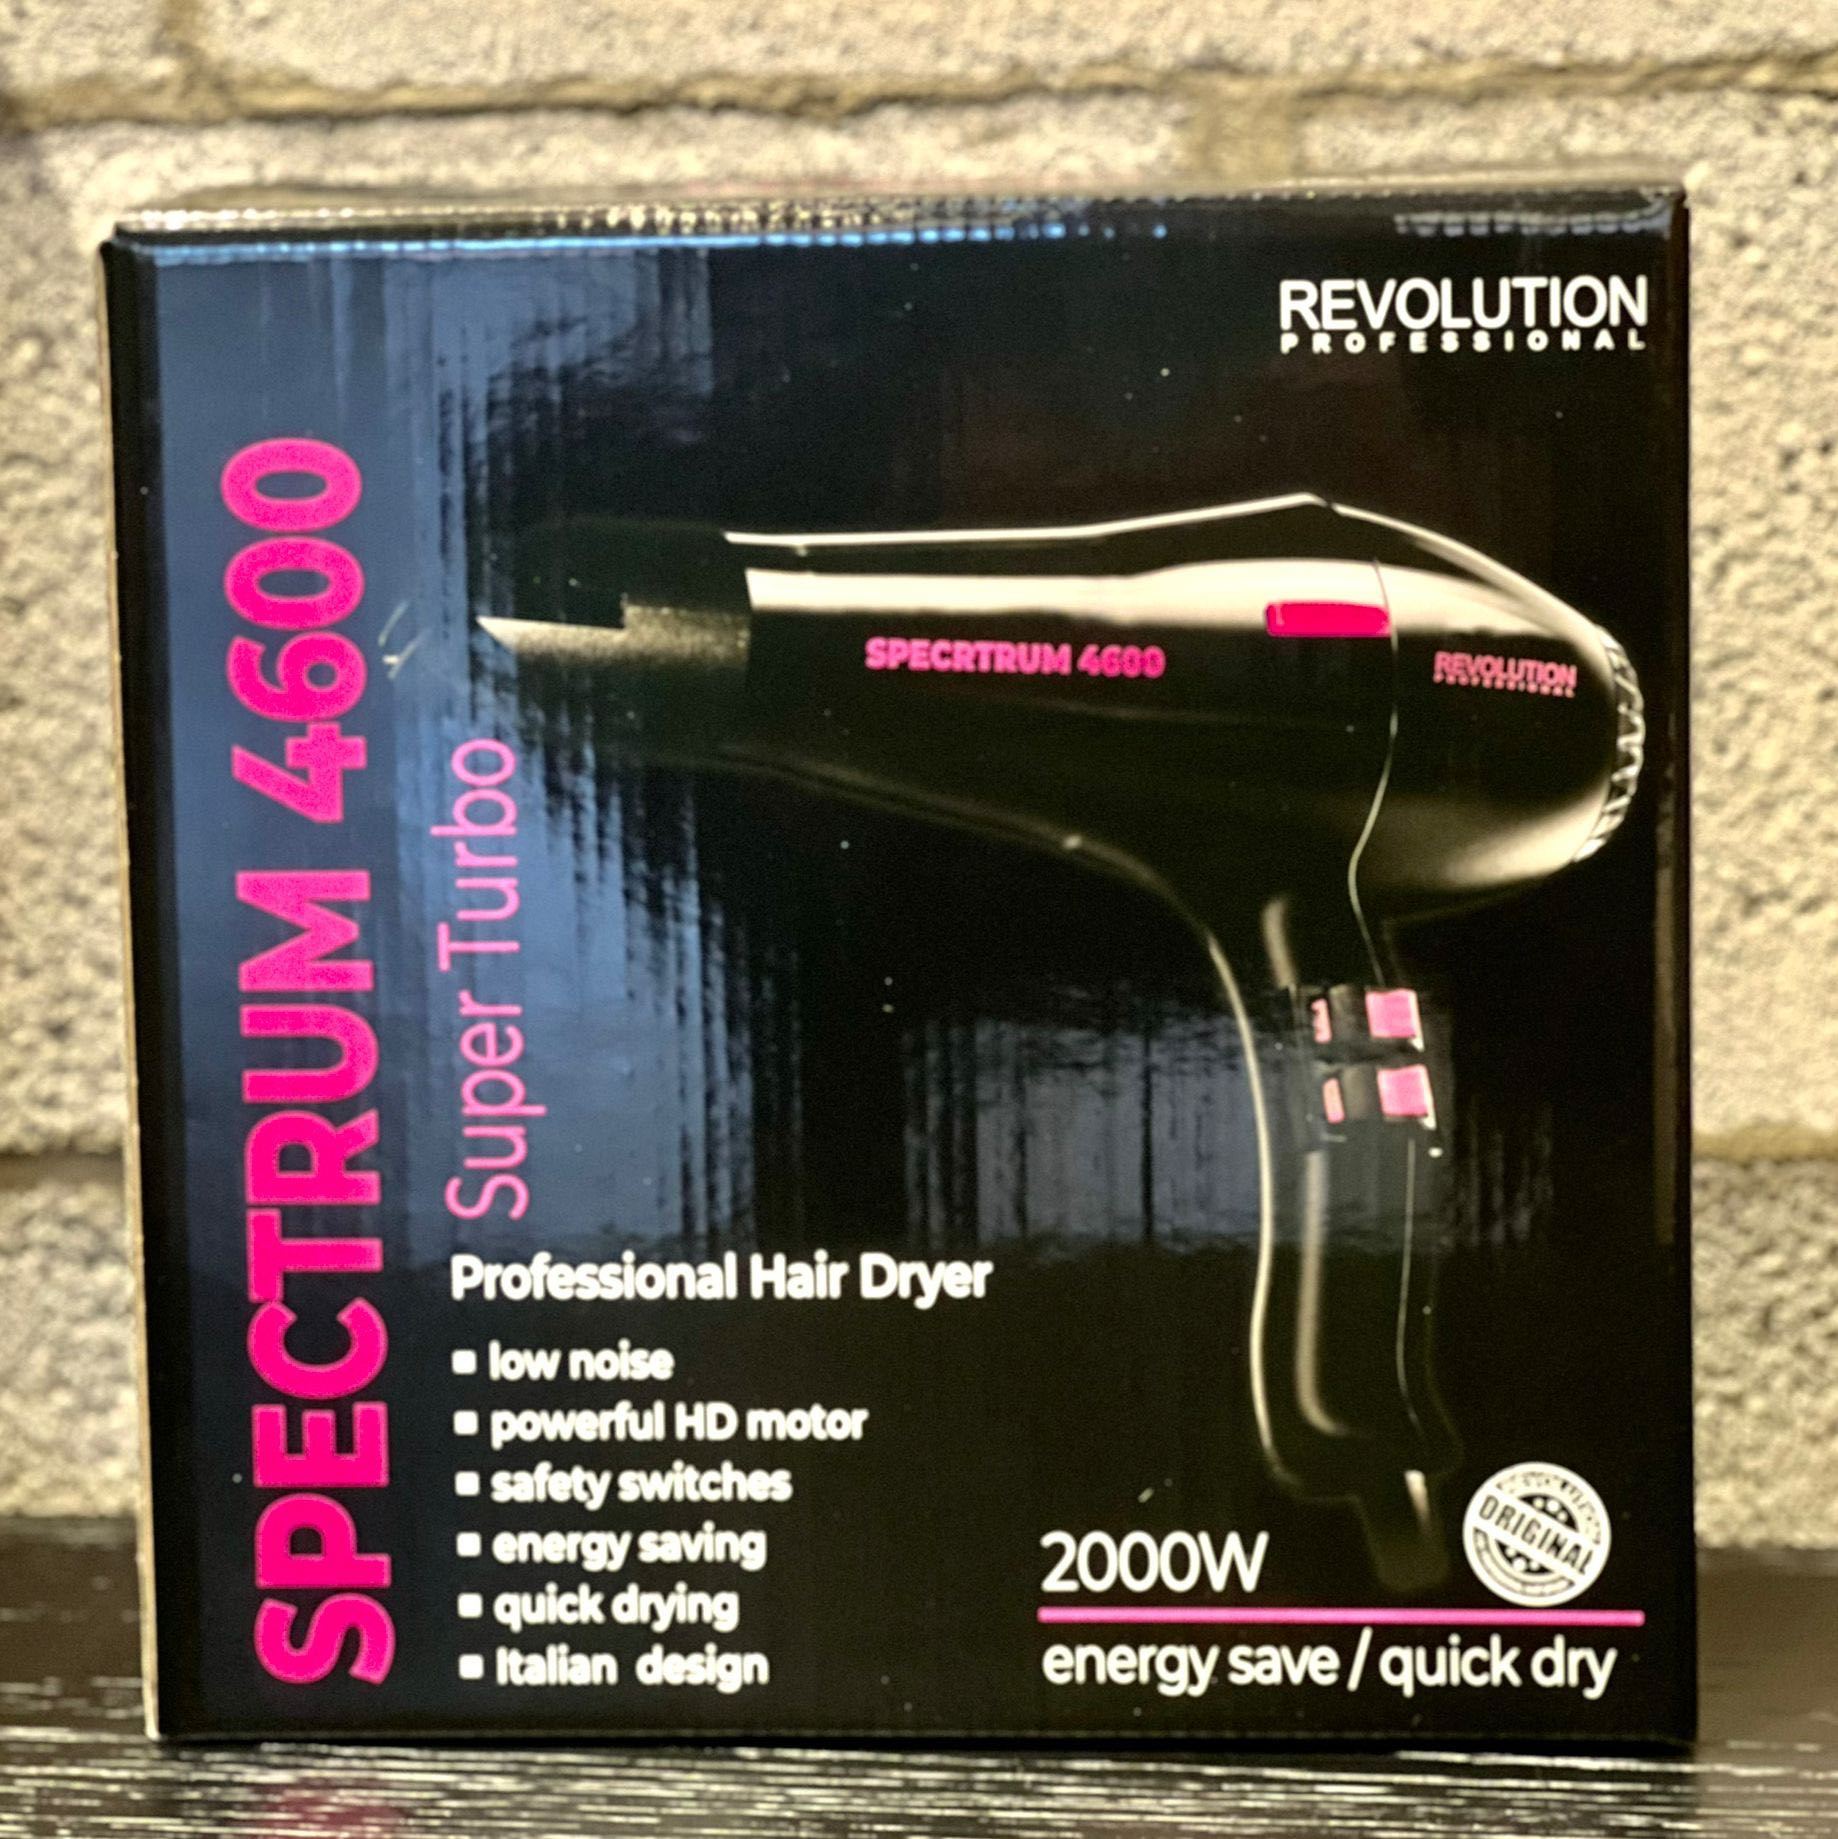 REVOLUTION
PROFESSIONAL
SPECTRUM 4600
Super Turbo
SPECRTRUM 4600
REVOLUTION
PROFESSIONAL
Professional Hair Dryer
▪ low noise
▪ powerful HD motor
▪ safety switches
▪ energy saving
▪ quick drying
▪ Italian design
2000W
energy save / quick dry
ORIGINAL